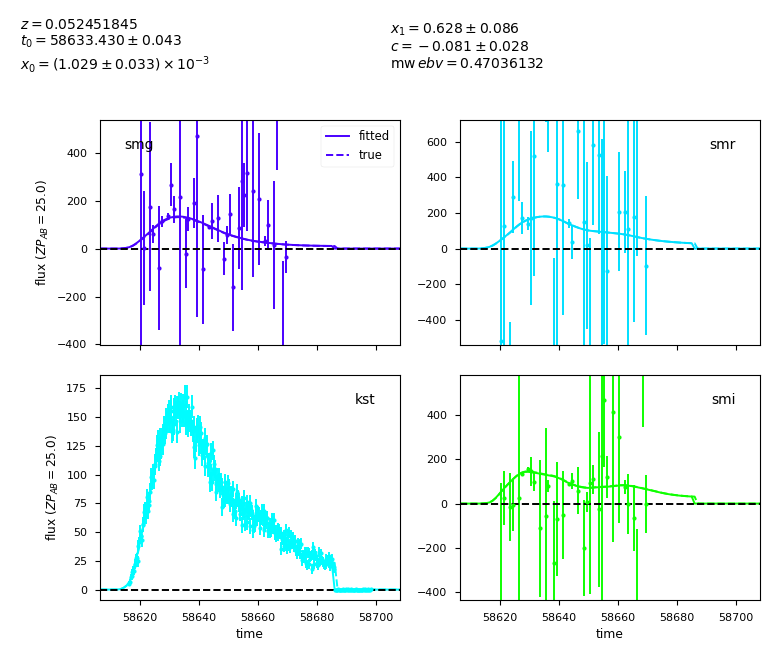 z = 0.052451845
t₀ = 58633.430 ± 0.043
x₀ = (1.029 ± 0.033) × 10⁻³
x₁ = 0.628 ± 0.086
c = −0.081 ± 0.028
mw ebv = 0.47036132
smg
fitted
true
400
200
0
−200
−400
flux (ZP_AB = 25.0)
smr
600
400
200
0
−200
−400
kst
175
150
125
100
75
50
25
0
flux (ZP_AB = 25.0)
58620 58640 58660 58680 58700
time
smi
400
200
0
−200
−400
58620 58640 58660 58680 58700
time